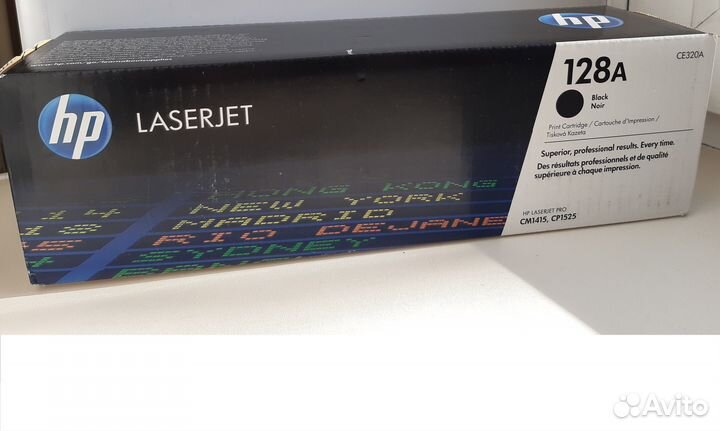 hp
LASERJET
hp
128A
CE320A
Black
Noir
Print Cartridge / Cartouche d'Impression /
Tisková Kazeta
Superior, professional results. Every time.
Des résultats professionnels et de qualité
supérieure à chaque impression.
HP LASERJET PRO
CM1415, CP1525
HONG KONG
NEW YORK
MADRID
RIO DEJANE
SYDNEY
Avito